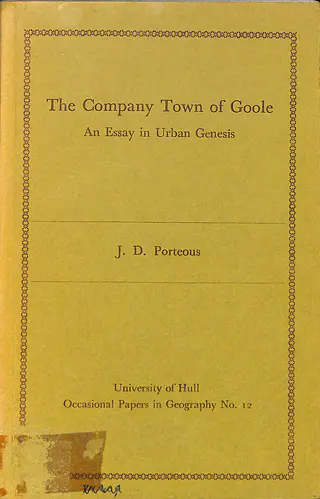 The Company Town of Goole
An Essay in Urban Genesis
J. D. Porteous
University of Hull
Occasional Papers in Geography No. 12